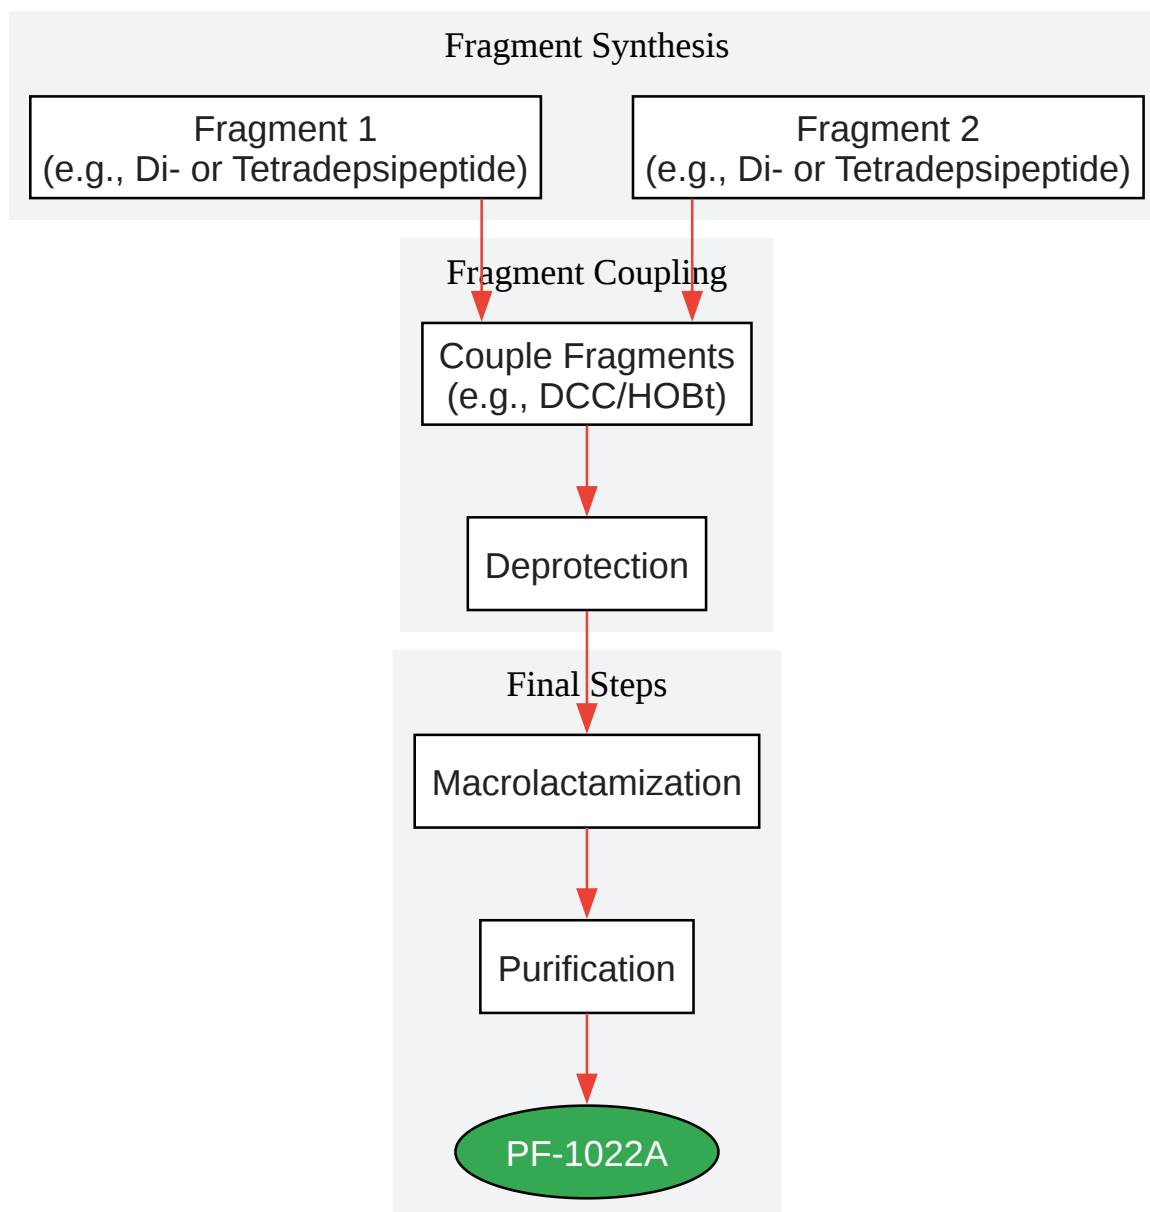 Fragment Synthesis
Fragment 1
(e.g., Di- or Tetradepsipeptide)
Fragment 2
(e.g., Di- or Tetradepsipeptide)
Fragment Coupling
Couple Fragments
(e.g., DCC/HOBt)
Deprotection
Final Steps
Macrolactamization
Purification
PF-1022A